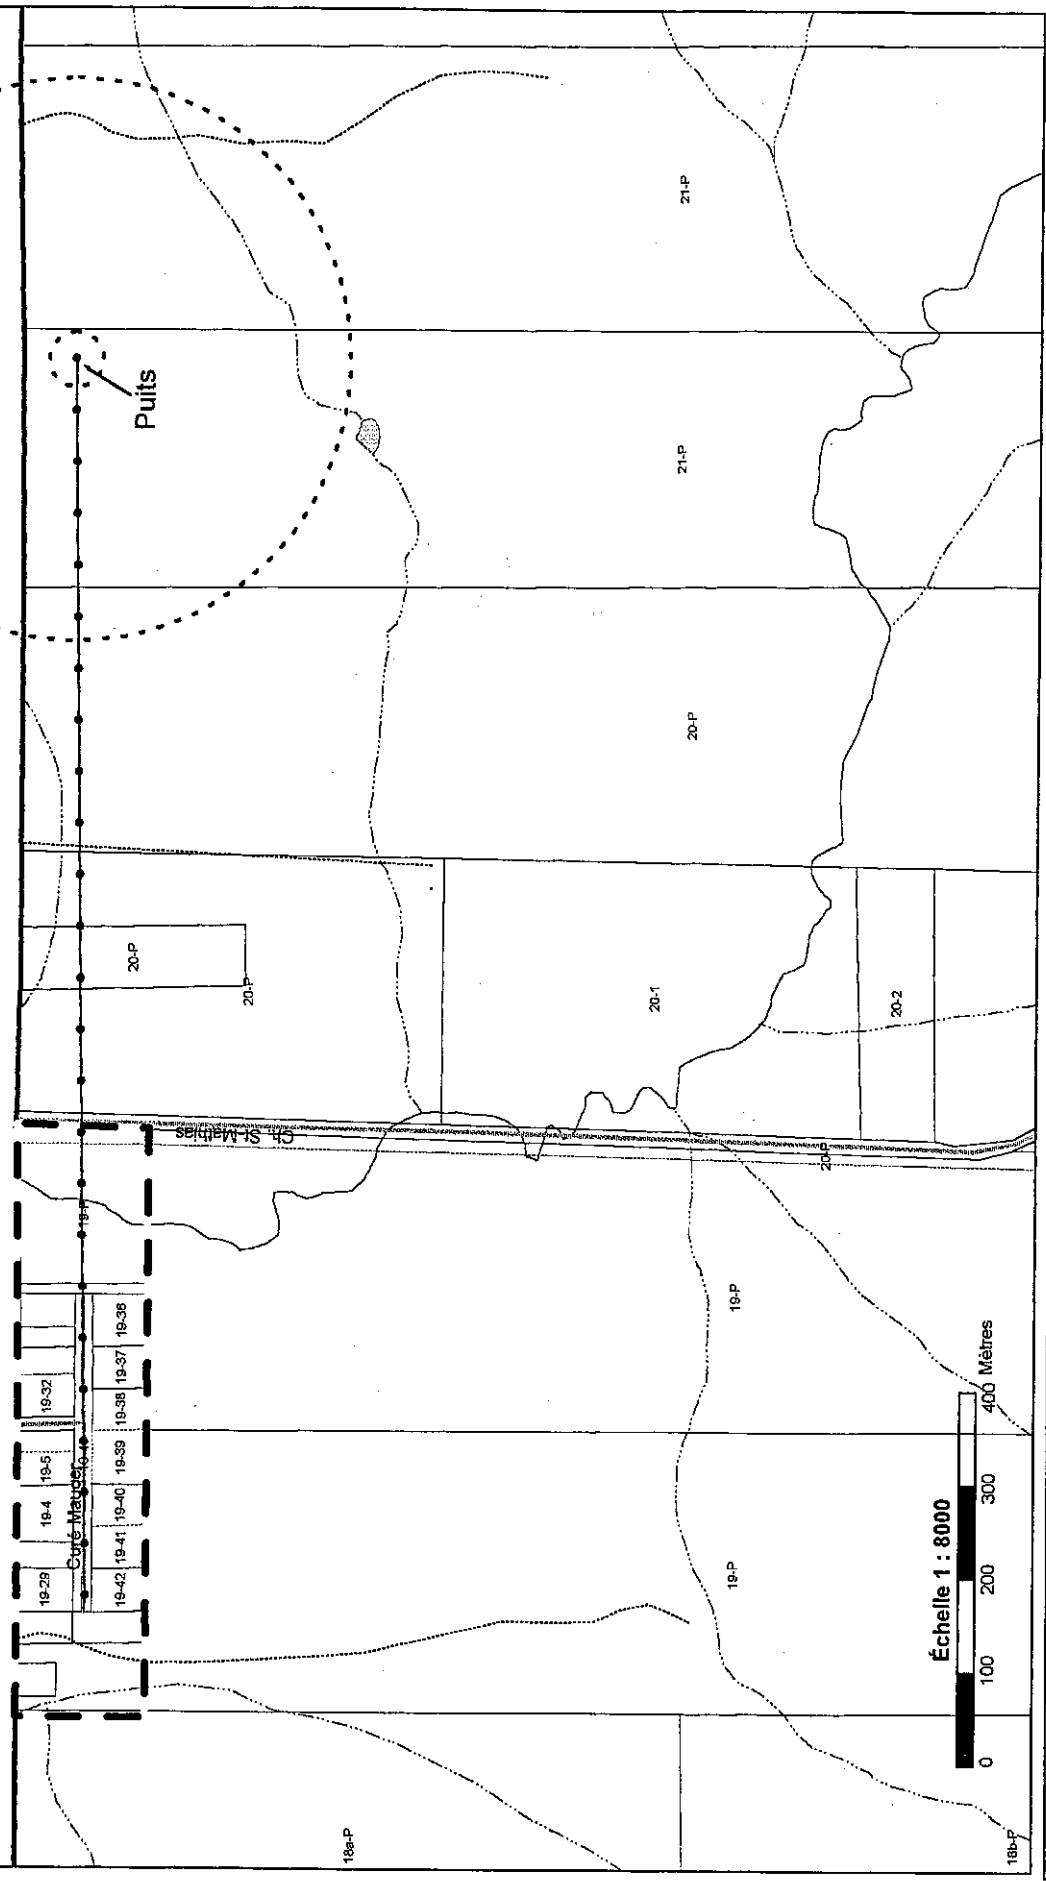 21-P
Puits
21-P
20-P
20-P
20-P
20-1
20-2
Ch. St-Mathias
20-P
19-P
19-P
19-36
19-37
19-38
19-39
19-40
19-41
19-42
19-32
19-5
19-4
19-29
Curé Mauger
19-P
18a-P
18b-P
Échelle 1 : 8000
0 100 200 300 400 Mètres